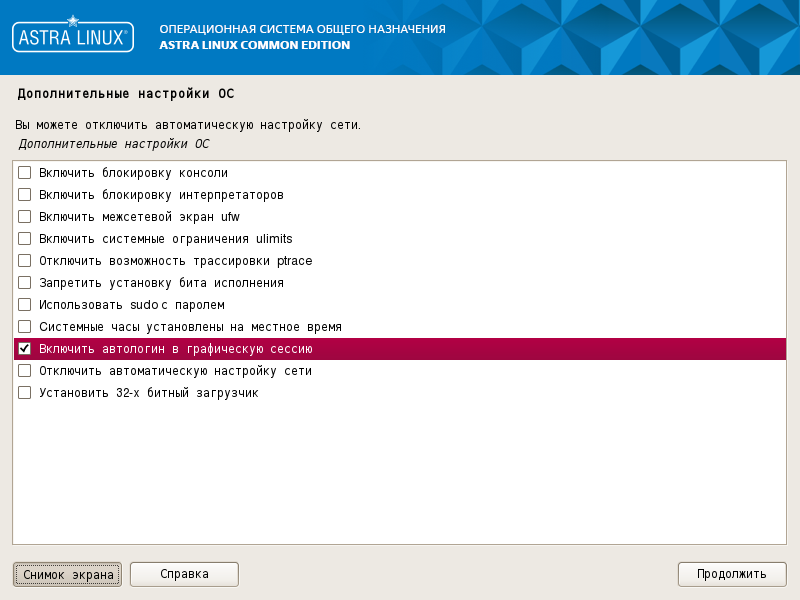 ASTRA LINUX®
ОПЕРАЦИОННАЯ СИСТЕМА ОБЩЕГО НАЗНАЧЕНИЯ
ASTRA LINUX COMMON EDITION
Дополнительные настройки ОС
Вы можете отключить автоматическую настройку сети.
Дополнительные настройки ОС
Включить блокировку консоли
Включить блокировку интерпретаторов
Включить межсетевой экран ufw
Включить системные ограничения ulimits
Отключить возможность трассировки ptrace
Запретить установку бита исполнения
Использовать sudo с паролем
Системные часы установлены на местное время
Включить автологин в графическую сессию
Отключить автоматическую настройку сети
Установить 32-х битный загрузчик
Снимок экрана
Справка
Продолжить